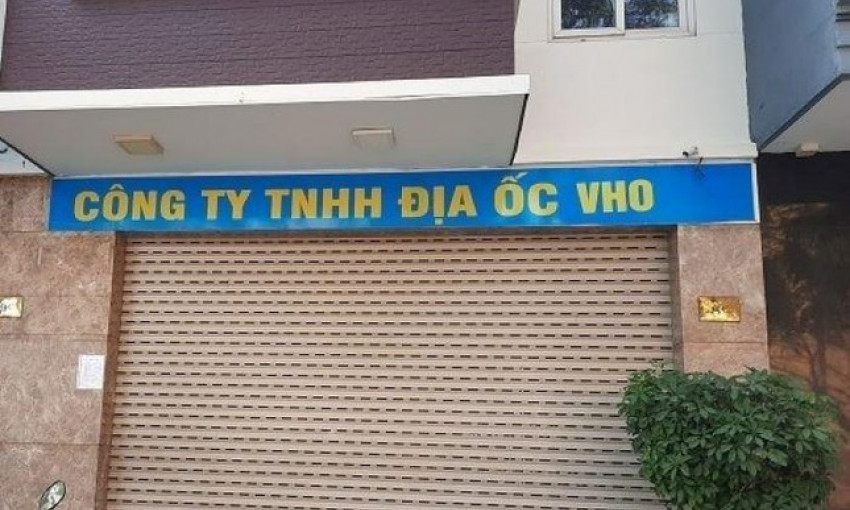 CÔNG TY TNHH ĐỊA ỐC VHO